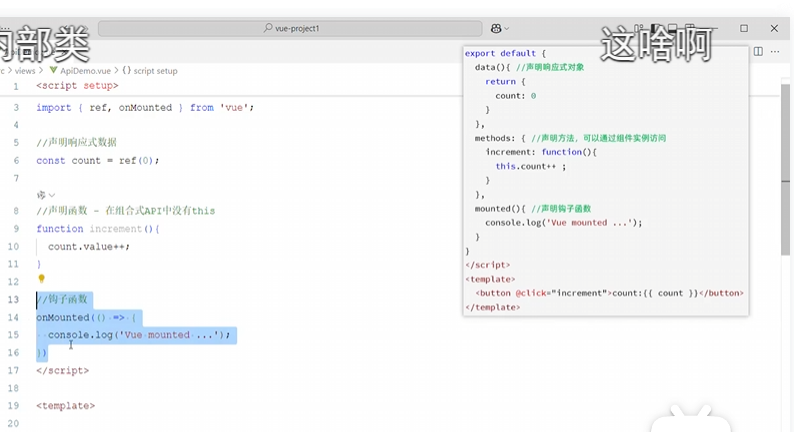 vue-project1
内部类
这啥啊
views > ApiDemo.vue > {} script setup
1 <script setup>
3 import { ref, onMounted } from 'vue';
4
5 //声明响应式数据
6 const count = ref(0);
7
8 //声明函数 - 在组合式API中没有this
9 function increment(){
10 count.value++;
11 }
12
13 //钩子函数
14 onMounted(() => {
15 console.log('Vue mounted ...');
16 })
17 </script>
18
19 <template>
20
export default {
data(){ //声明响应式对象
return {
count: 0
}
},
methods: { //声明方法，可以通过组件实例访问
increment: function(){
this.count++ ;
}
},
mounted(){ //声明钩子函数
console.log('Vue mounted ...');
}
}
</script>
<template>
<button @click="increment">count:{{ count }}</button>
</template>